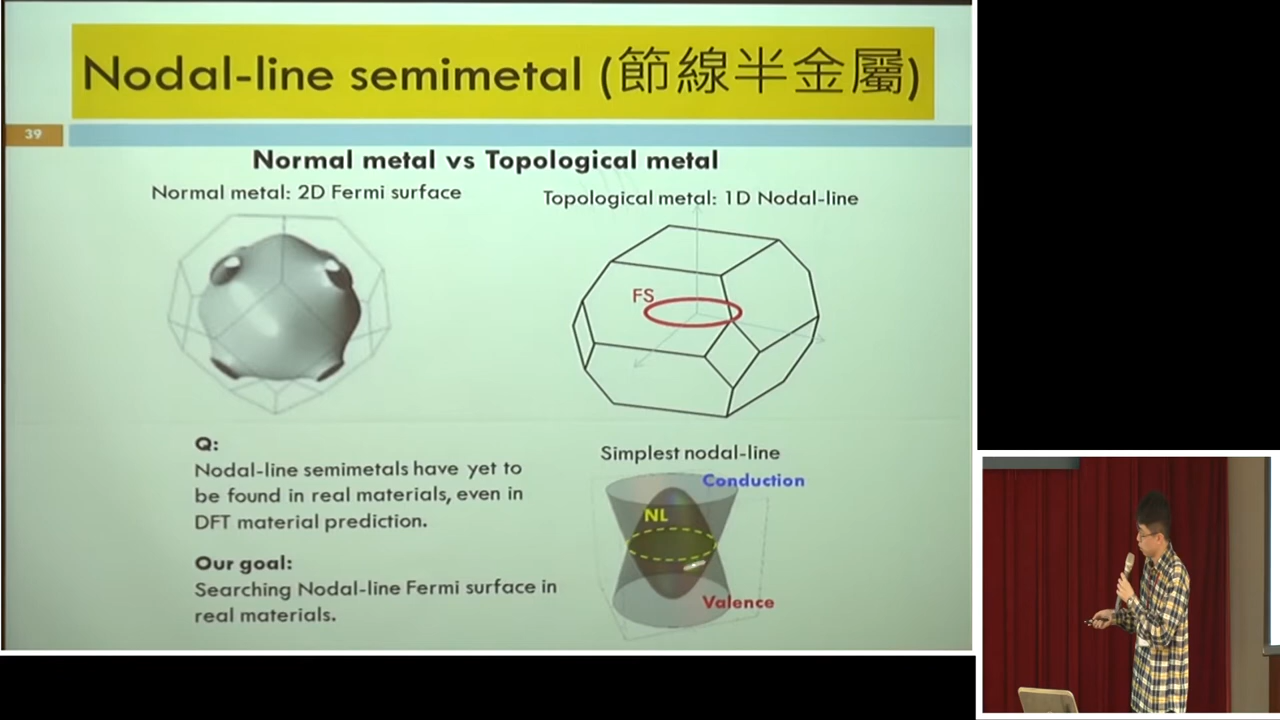 Nodal-line semimetal (節線半金屬)
39
Normal metal vs Topological metal
Normal metal: 2D Fermi surface
Topological metal: 1D Nodal-line
FS
Q:
Nodal-line semimetals have yet to
be found in real materials, even in
DFT material prediction.
Our goal:
Searching Nodal-line Fermi surface in
real materials.
Simplest nodal-line
Conduction
NL
Valence